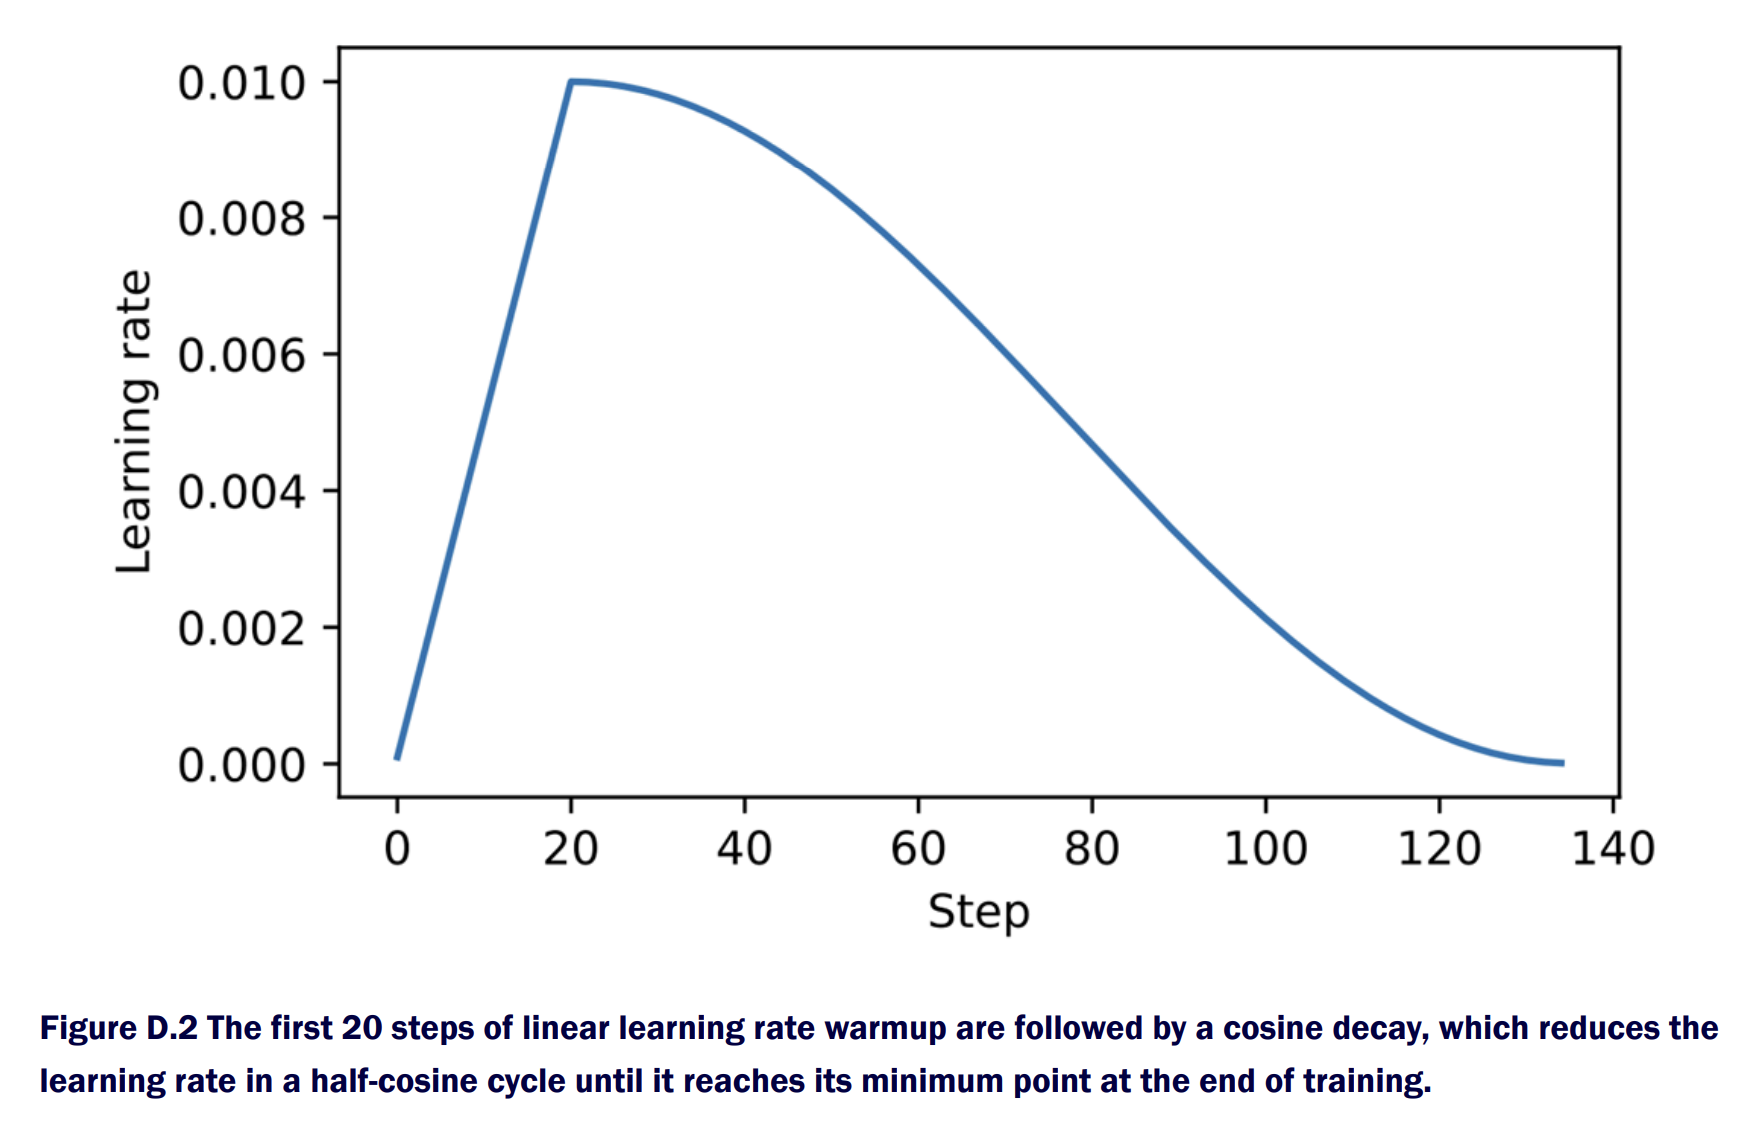 0.010
0.008
0.006
0.004
0.002
0.000
Learning rate
0 20 40 60 80 100 120 140
Step
Figure D.2 The first 20 steps of linear learning rate warmup are followed by a cosine decay, which reduces the
learning rate in a half-cosine cycle until it reaches its minimum point at the end of training.